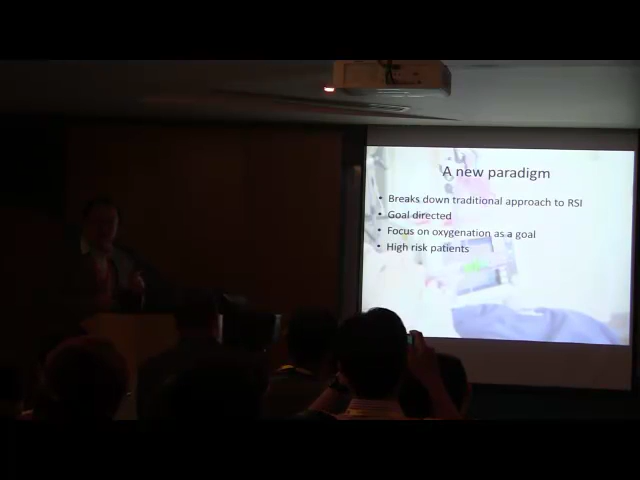 A new paradigm
• Breaks down traditional approach to RSI
• Goal directed
• Focus on oxygenation as a goal
• High risk patients